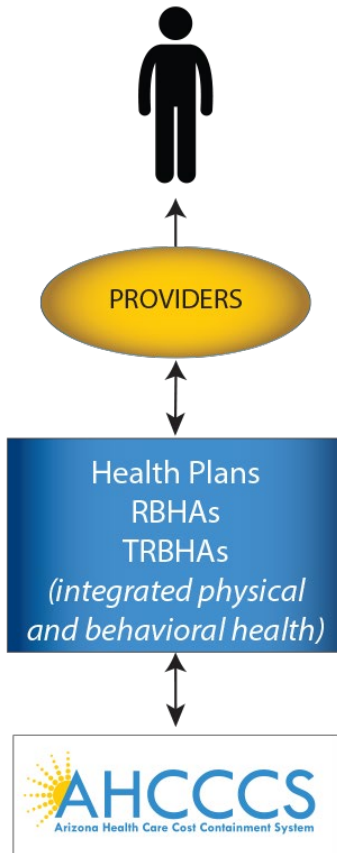 PROVIDERS
Health Plans
RBHAs
TRBHAs
(integrated physical
and behavioral health)
AHCCCS
Arizona Health Care Cost Containment System